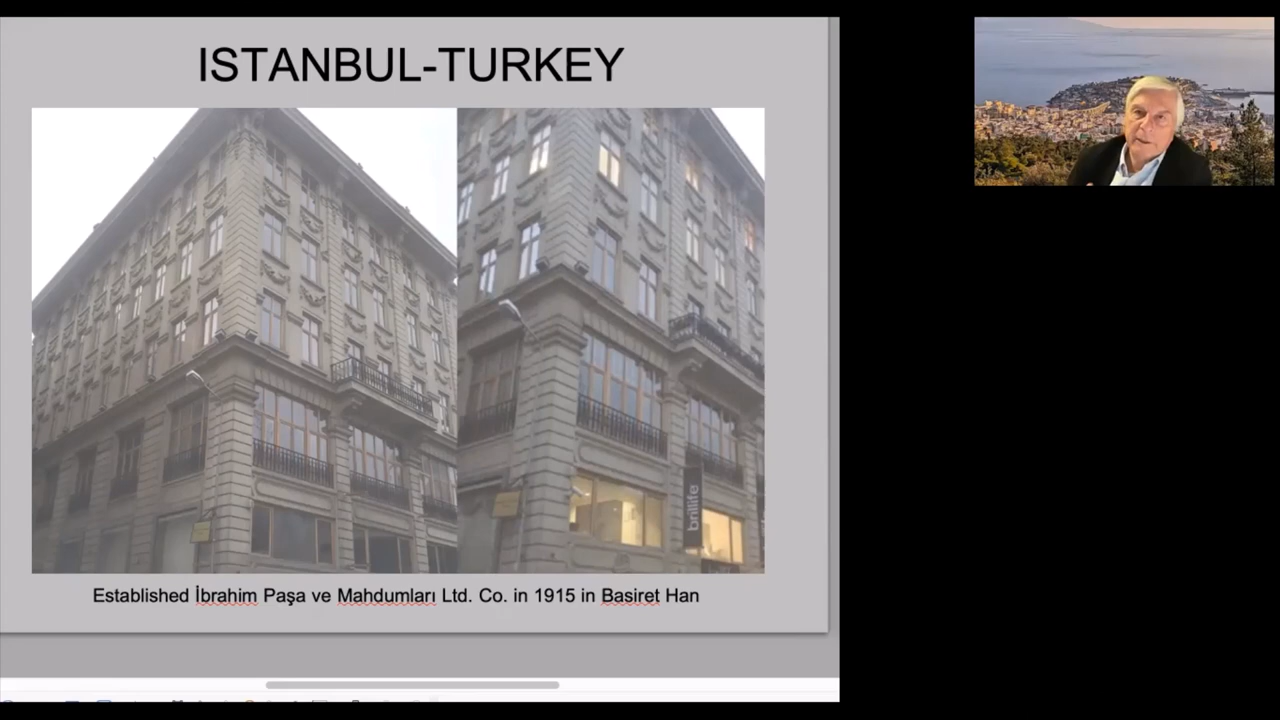 ISTANBUL-TURKEY
brillife
Established İbrahim Paşa ve Mahdumları Ltd. Co. in 1915 in Basiret Han